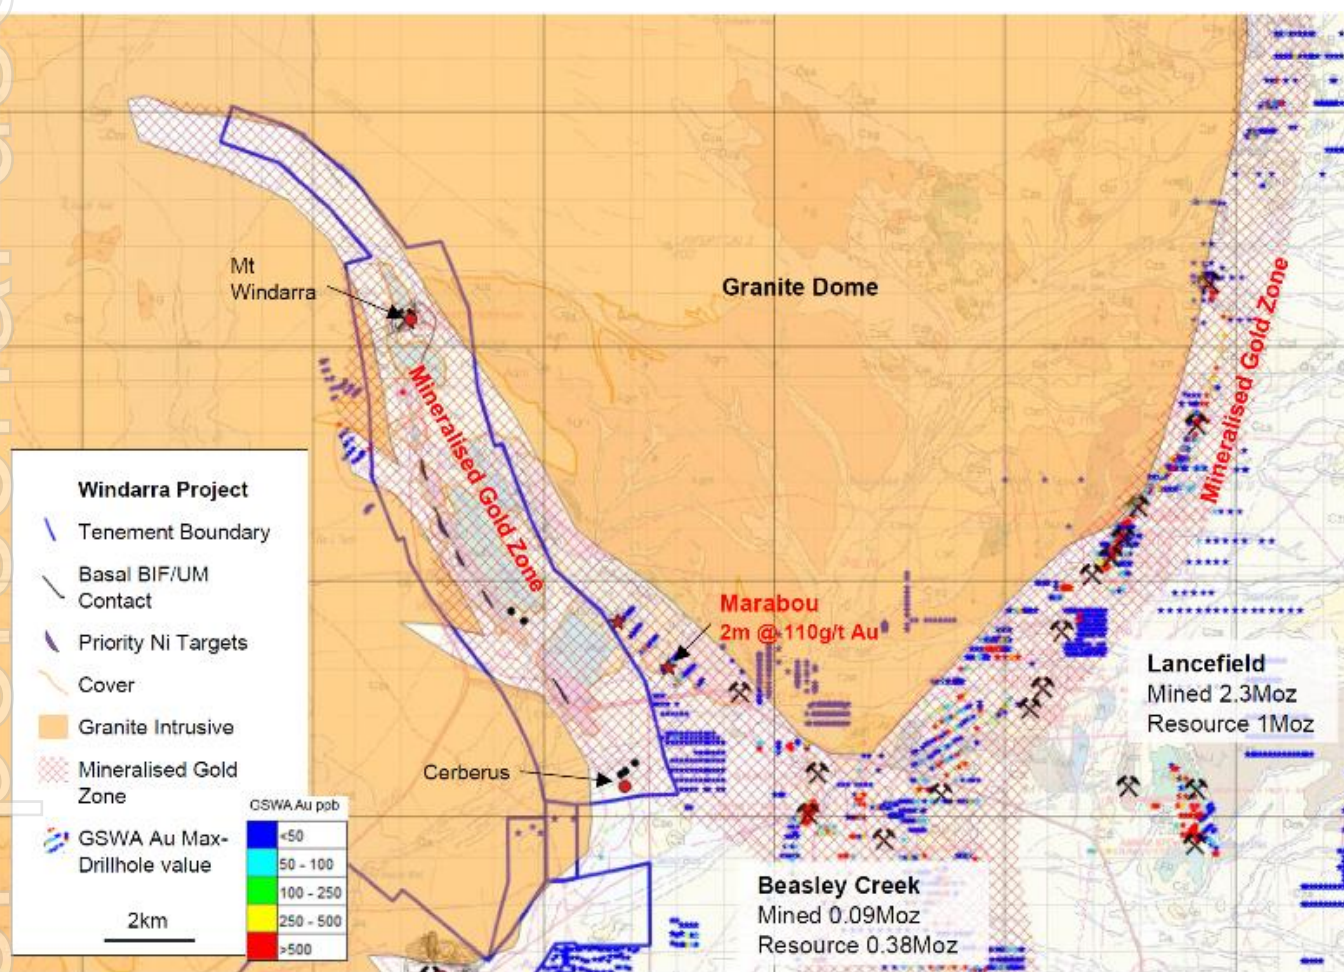 Mt
Windarra
Granite Dome
Mineralised Gold Zone
Mineralised Gold Zone
Windarra Project
Tenement Boundary
Basal BIF/UM
Contact
Priority Ni Targets
Cover
Granite Intrusive
Mineralised Gold
Zone
GSWA Au Max-
Drillhole value
2km
GSWA Au ppb
<50
50 - 100
100 - 250
250 - 500
>500
Marabou
2m @ 110g/t Au
Cerberus
Lancefield
Mined 2.3Moz
Resource 1Moz
Beasley Creek
Mined 0.09Moz
Resource 0.38Moz